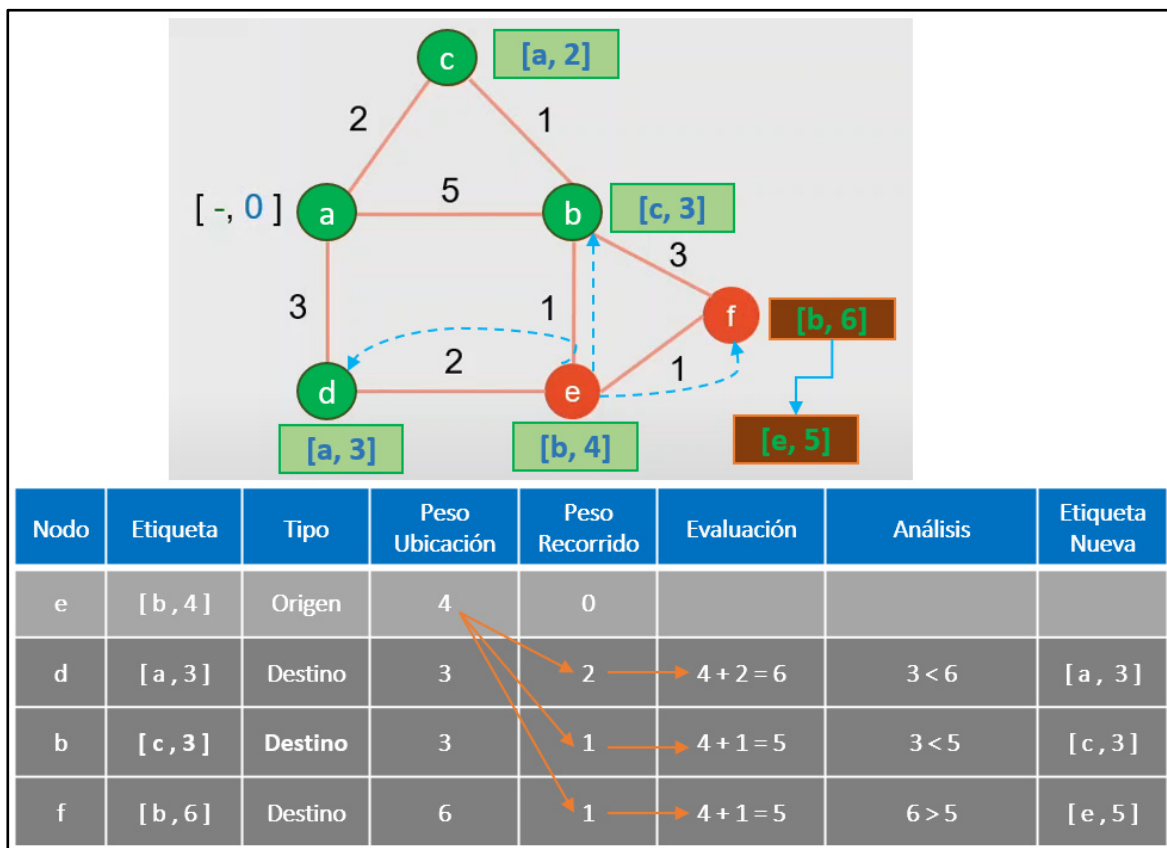 c [a, 2]
2 1
[ -, 0 ] a 5 b [c, 3]
3
3 1 f [b, 6]
2 1
d e
[a, 3] [b, 4] [e, 5]
Nodo Etiqueta Tipo Peso Ubicación Peso Recorrido Evaluación Análisis Etiqueta Nueva
e [ b , 4 ] Origen 4 0
d [ a , 3 ] Destino 3 2 4 + 2 = 6 3 < 6 [ a , 3 ]
b [ c , 3 ] Destino 3 1 4 + 1 = 5 3 < 5 [ c , 3 ]
f [ b , 6 ] Destino 6 1 4 + 1 = 5 6 > 5 [ e , 5 ]